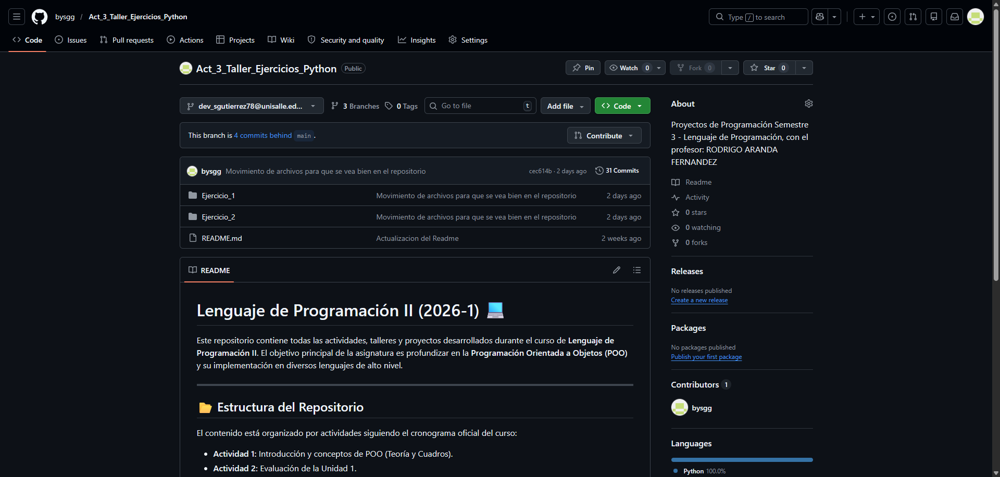 bysgg / Act_3_Taller_Ejercicios_Python
Type / to search
Code Issues Pull requests Actions Projects Wiki Security and quality Insights Settings
Act_3_Taller_Ejercicios_Python Public
Pin Watch 0 Fork 0 Star 0
dev_sgutierrez78@unisalle.ed... 3 Branches 0 Tags Go to file t Add file Code
This branch is 4 commits behind main .
Contribute
bysgg Movimiento de archivos para que se vea bien en el repositorio cec614b · 2 days ago 31 Commits
Ejercicio_1 Movimiento de archivos para que se vea bien en el repositorio 2 days ago
Ejercicio_2 Movimiento de archivos para que se vea bien en el repositorio 2 days ago
README.md Actualizacion del Readme 2 weeks ago
README
Lenguaje de Programación II (2026-1) 💻
Este repositorio contiene todas las actividades, talleres y proyectos desarrollados durante el curso de Lenguaje de
Programación II. El objetivo principal de la asignatura es profundizar en la Programación Orientada a Objetos (POO)
y su implementación en diversos lenguajes de alto nivel.
📂 Estructura del Repositorio
El contenido está organizado por actividades siguiendo el cronograma oficial del curso:
• Actividad 1: Introducción y conceptos de POO (Teoría y Cuadros).
• Actividad 2: Evaluación de la Unidad 1.
About
Proyectos de Programación Semestre
3 - Lenguaje de Programación, con el
profesor: RODRIGO ARANDA
FERNANDEZ
Readme
Activity
0 stars
0 watching
0 forks
Releases
No releases published
Create a new release
Packages
No packages published
Publish your first package
Contributors 1
bysgg
Languages
Python 100.0%